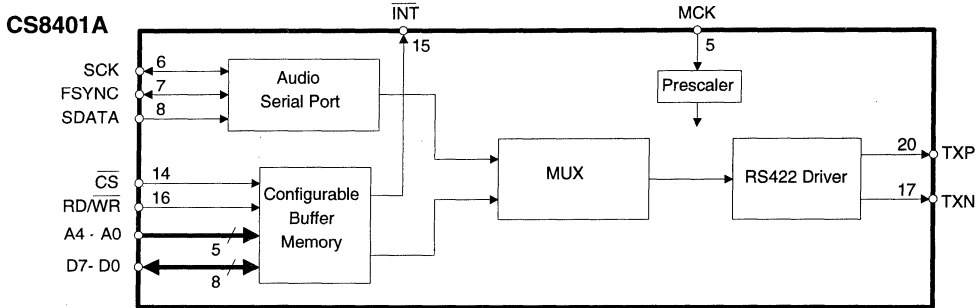 CS8401A
INT
MCK
15
5
SCK
6
FSYNC
7
SDATA
8
Audio
Serial Port
Prescaler
CS
14
RD/WR
16
A4 - A0
5
D7- D0
8
Configurable
Buffer
Memory
MUX
RS422 Driver
20
TXP
17
TXN